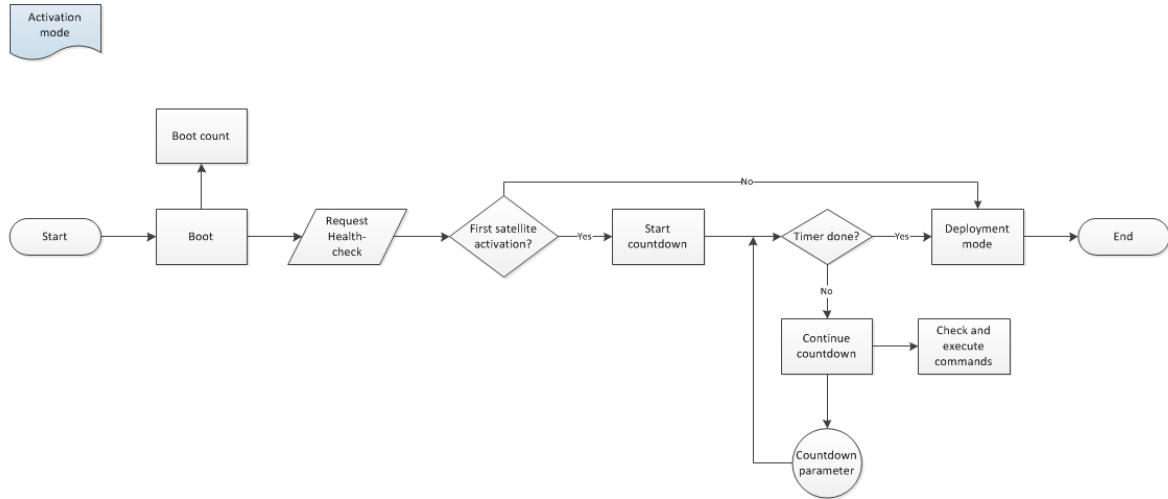 Activation
mode
Boot count
Start
Boot
Request
Health-
check
First satellite
activation?
Yes
Start
countdown
No
Timer done?
Yes
Deployment
mode
End
No
Continue
countdown
Check and
execute
commands
Countdown
parameter